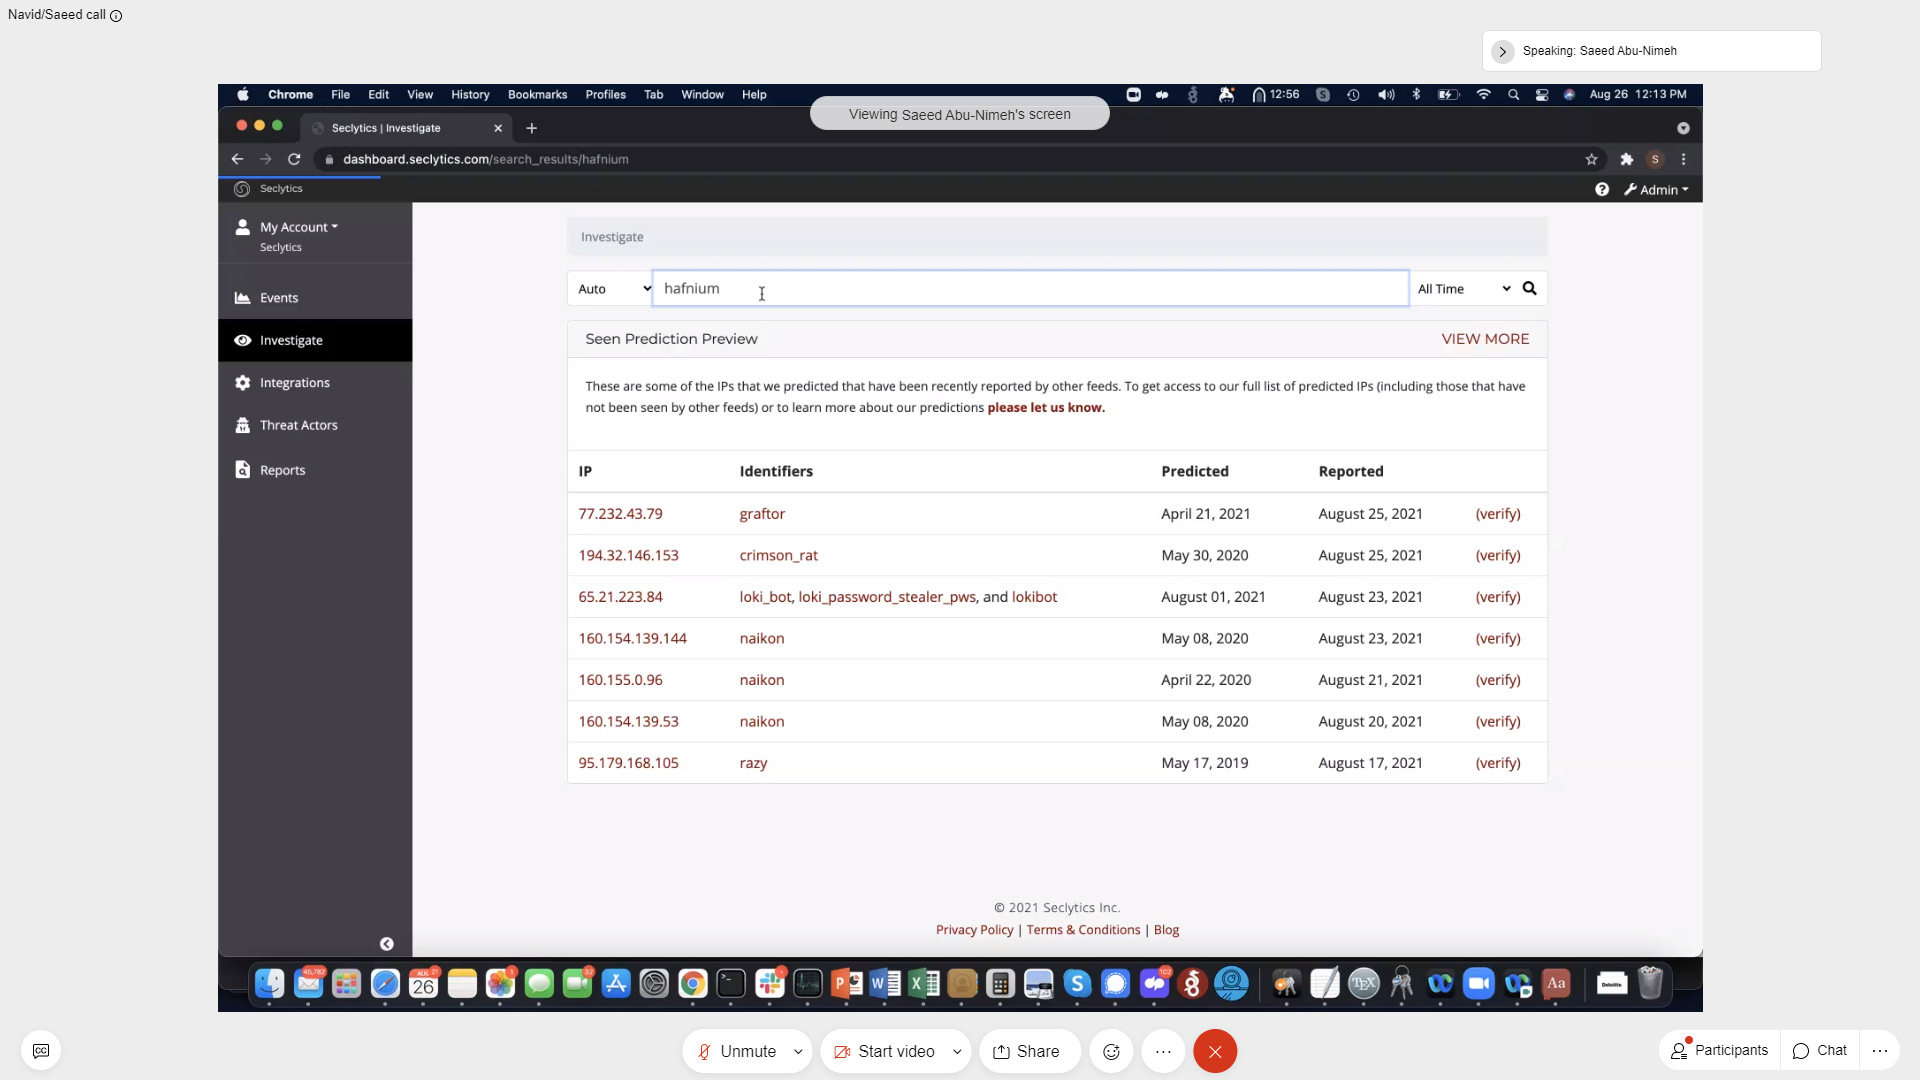 Navid/Saeed call
Speaking: Saeed Abu-Nimeh
Chrome File Edit View History Bookmarks Profiles Tab Window Help
12:56 Aug 26 12:13 PM
Viewing Saeed Abu-Nimeh's screen
Seclytics | Investigate
dashboard.seclytics.com/search_results/hafnium
S
Seclytics
Admin
My Account
Seclytics
Events
Investigate
Integrations
Threat Actors
Reports
Investigate
Auto hafnium All Time
Seen Prediction Preview VIEW MORE
These are some of the IPs that we predicted that have been recently reported by other feeds. To get access to our full list of predicted IPs (including those that have
not been seen by other feeds) or to learn more about our predictions please let us know.
IP Identifiers Predicted Reported
77.232.43.79 graftor April 21, 2021 August 25, 2021 (verify)
194.32.146.153 crimson_rat May 30, 2020 August 25, 2021 (verify)
65.21.223.84 loki_bot, loki_password_stealer_pws, and lokibot August 01, 2021 August 23, 2021 (verify)
160.154.139.144 naikon May 08, 2020 August 23, 2021 (verify)
160.155.0.96 naikon April 22, 2020 August 21, 2021 (verify)
160.154.139.53 naikon May 08, 2020 August 20, 2021 (verify)
95.179.168.105 razy May 17, 2019 August 17, 2021 (verify)
© 2021 Seclytics Inc.
Privacy Policy | Terms & Conditions | Blog
45,782 AUG 26 102 TEX Aa Deloitte
CC
Unmute Start video Share
Participants Chat